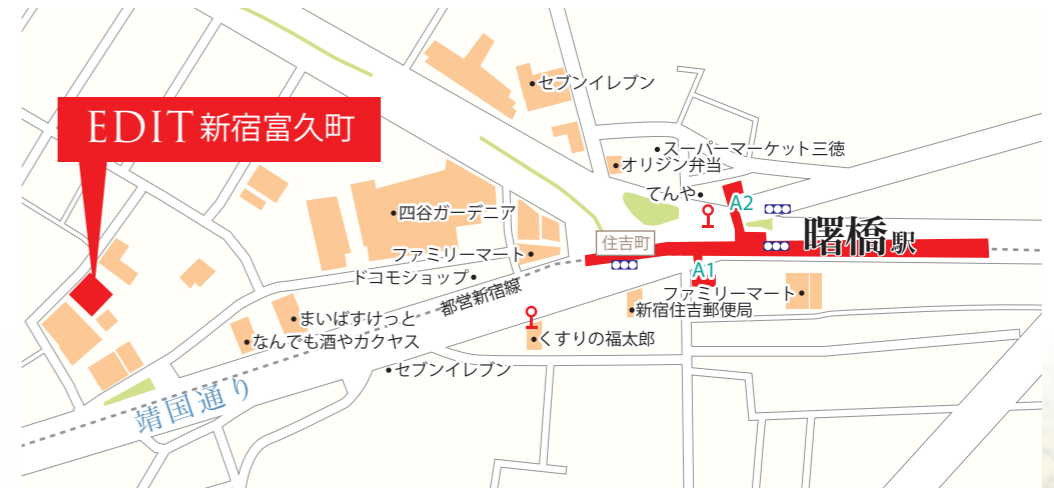 セブンイレブン
EDIT 新宿富久町
スーパーマーケット三徳
オリジン弁当
てんや
A2
四谷ガーデニア
住吉町
曙橋駅
ファミリーマート
A1
ドコモショップ
都営新宿線
ファミリーマート
新宿住吉郵便局
まいばすけっと
なんでも酒やカクヤス
くすりの福太郎
セブンイレブン
靖国通り